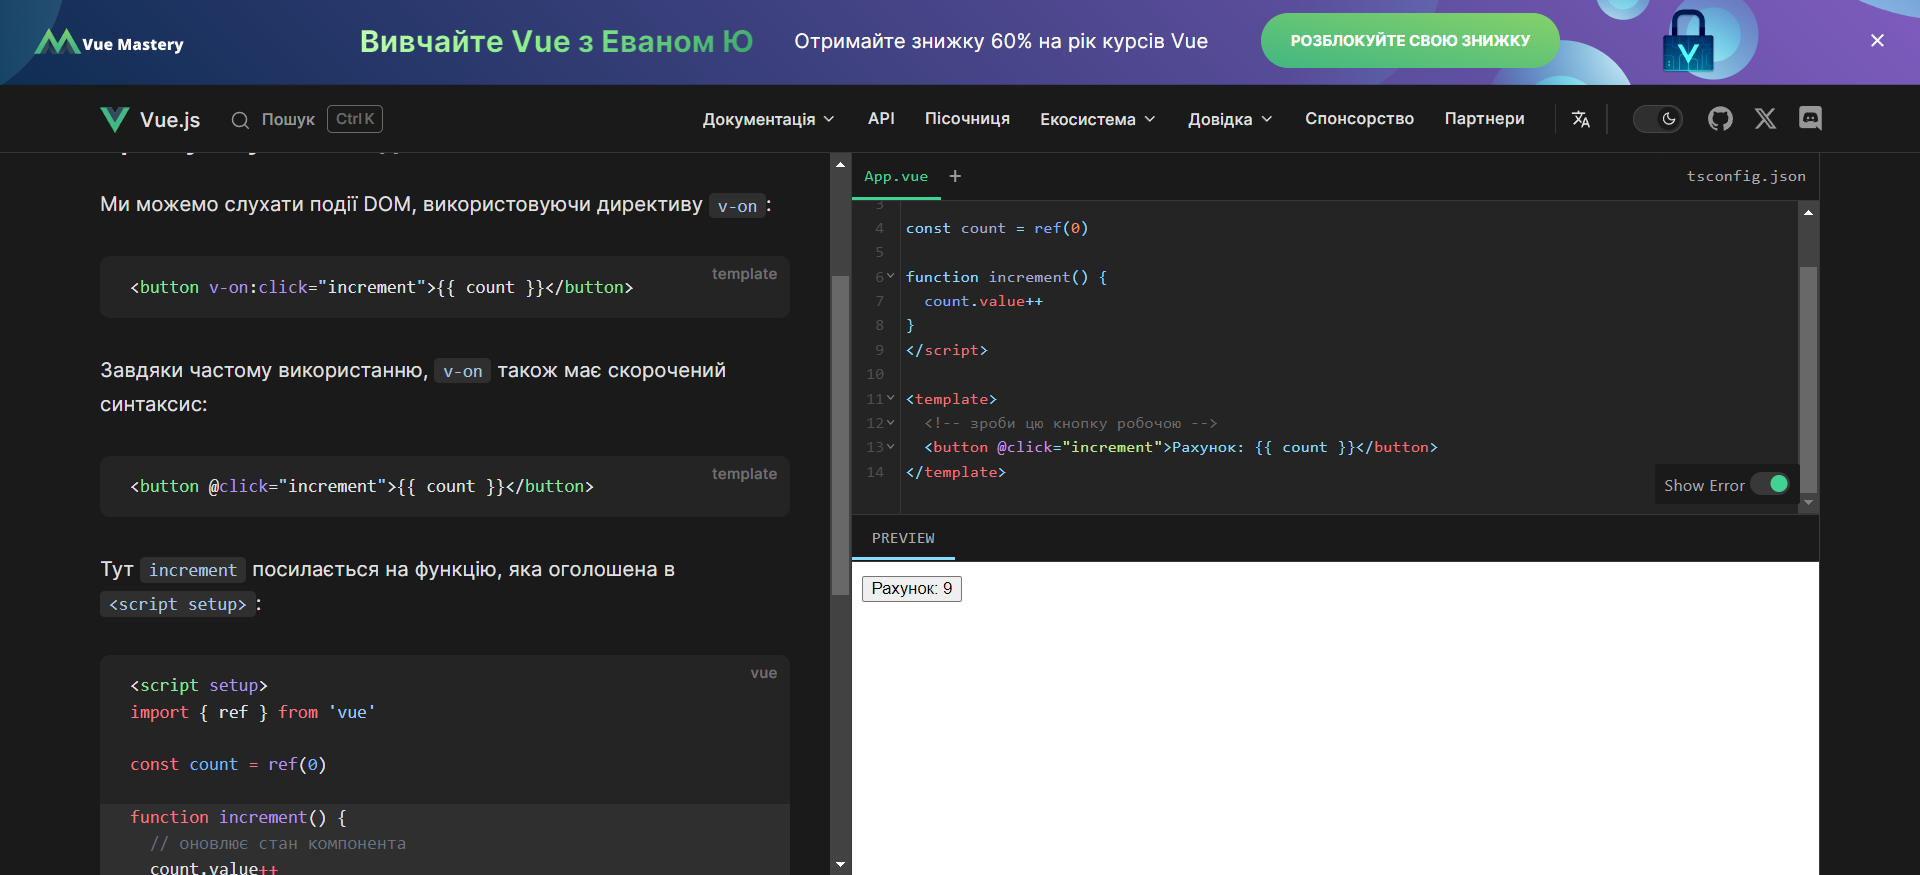 Vue Mastery
Вивчайте Vue з Еваном Ю
Отримайте знижку 60% на рік курсів Vue
РОЗБЛОКУЙТЕ СВОЮ ЗНИЖКУ
Vue.js
Пошук
Ctrl K
Документація
API
Пісочниця
Екосистема
Довідка
Спонсорство
Партнери
Ми можемо слухати події DOM, використовуючи директиву v-on:
template
<button v-on:click="increment">{{ count }}</button>
Завдяки частому використанню, v-on також має скорочений
синтаксис:
template
<button @click="increment">{{ count }}</button>
Тут increment посилається на функцію, яка оголошена в
<script setup>:
vue
<script setup>
import { ref } from 'vue'
const count = ref(0)
function increment() {
// оновлює стан компонента
count.value++
App.vue
+
tsconfig.json
3
4 const count = ref(0)
5
6 function increment() {
7 count.value++
8 }
9 </script>
10
11 <template>
12 <!-- зроби цю кнопку робочою -->
13 <button @click="increment">Рахунок: {{ count }}</button>
14 </template>
Show Error
PREVIEW
Рахунок: 9